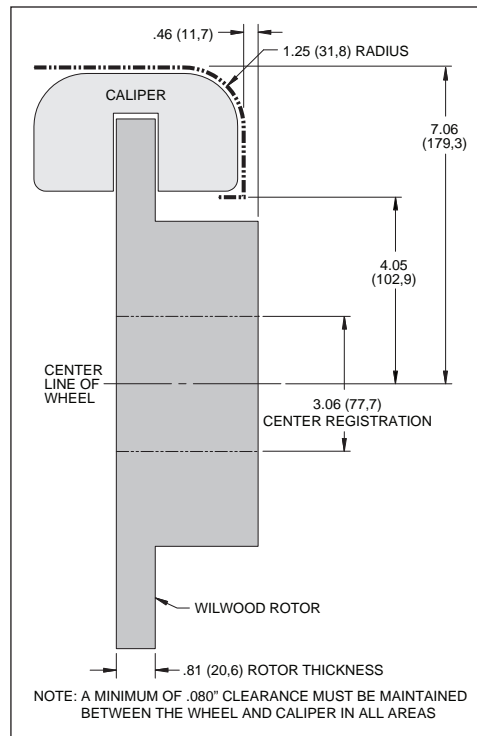 .46 (11,7)
1.25 (31,8) RADIUS
CALIPER
7.06
(179,3)
4.05
(102,9)
CENTER
LINE OF
WHEEL
3.06 (77,7)
CENTER REGISTRATION
WILWOOD ROTOR
.81 (20,6) ROTOR THICKNESS
NOTE: A MINIMUM OF .080" CLEARANCE MUST BE MAINTAINED
BETWEEN THE WHEEL AND CALIPER IN ALL AREAS